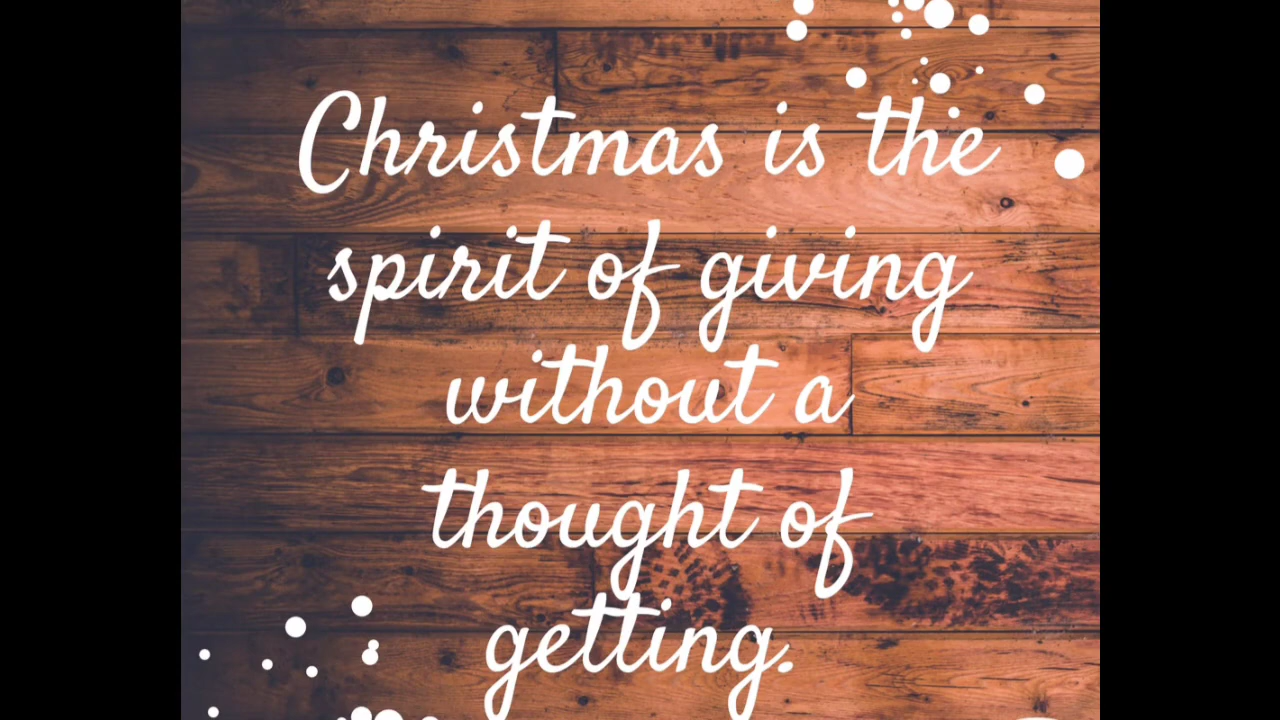 Christmas is the
spirit of giving
without a
thought of
getting.